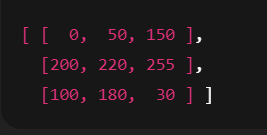 [ [  0,  50, 150 ],
  [200, 220, 255 ],
  [100, 180,  30 ] ]